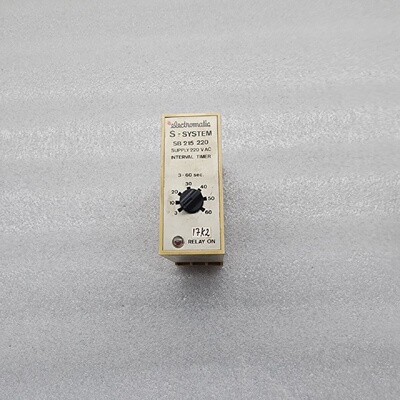 electromatic
S-SYSTEM
SB 215 220
SUPPLY 220 V AC
INTERVAL TIMER
3-60 sec
30
20 40
10 50
3 60
17K2
RELAY ON